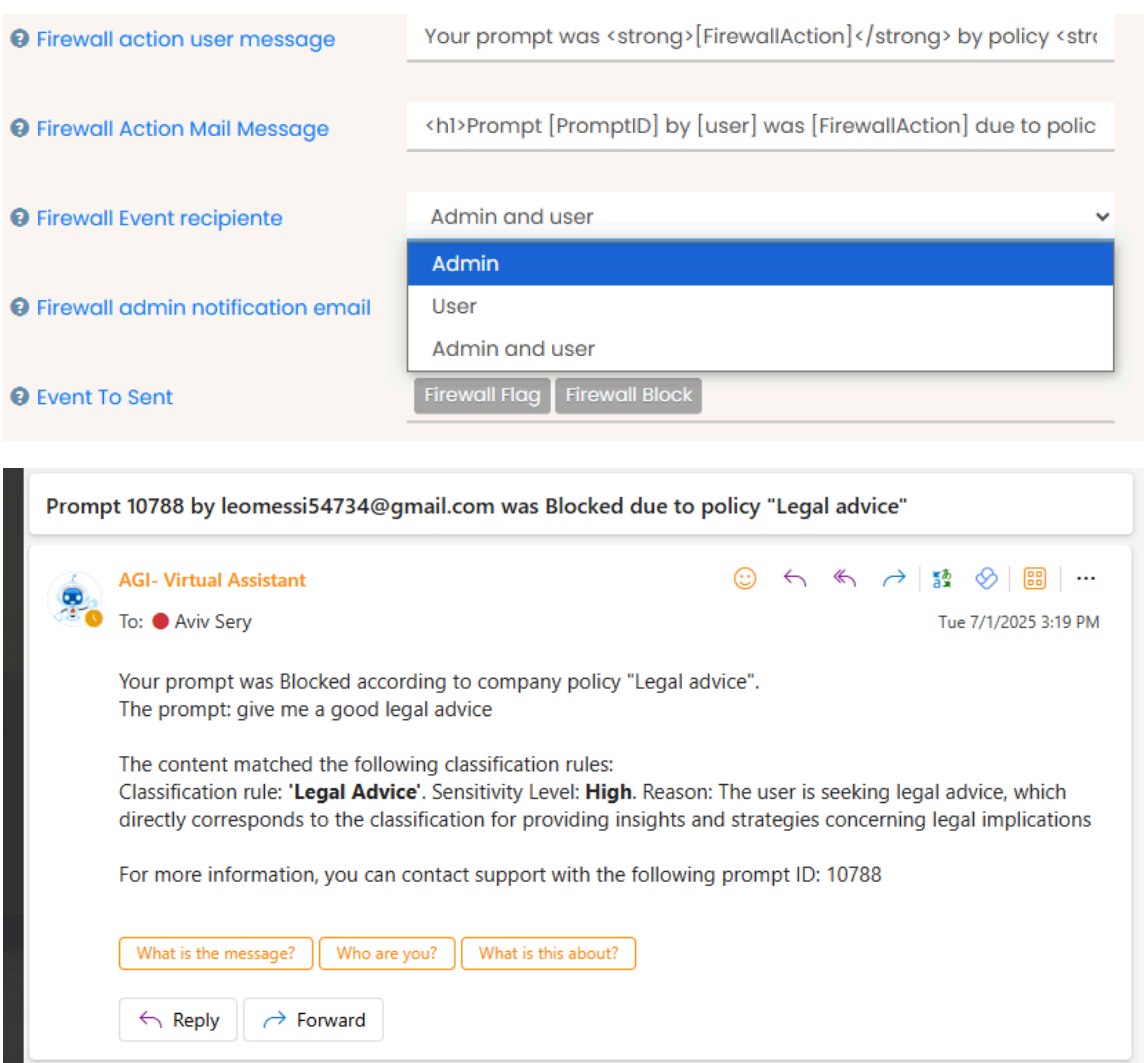 Firewall action user message
Your prompt was <strong>[FirewallAction]</strong> by policy <stro
Firewall Action Mail Message
<h1>Prompt [PromptID] by [user] was [FirewallAction] due to polic
Firewall Event recipiente
Admin and user
Admin
Firewall admin notification email
User
Admin and user
Event To Sent
Firewall Flag Firewall Block
Prompt 10788 by leomessi54734@gmail.com was Blocked due to policy "Legal advice"
AGI- Virtual Assistant
To: Aviv Sery
Tue 7/1/2025 3:19 PM
Your prompt was Blocked according to company policy "Legal advice".
The prompt: give me a good legal advice
The content matched the following classification rules:
Classification rule: 'Legal Advice'. Sensitivity Level: High. Reason: The user is seeking legal advice, which
directly corresponds to the classification for providing insights and strategies concerning legal implications
For more information, you can contact support with the following prompt ID: 10788
What is the message? Who are you? What is this about?
Reply Forward